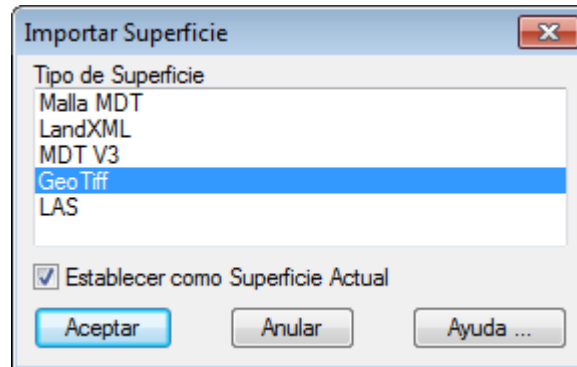 Importar Superficie
Tipo de Superficie
Malla MDT
LandXML
MDT V3
GeoTiff
LAS
Establecer como Superficie Actual
Aceptar Anular Ayuda ...